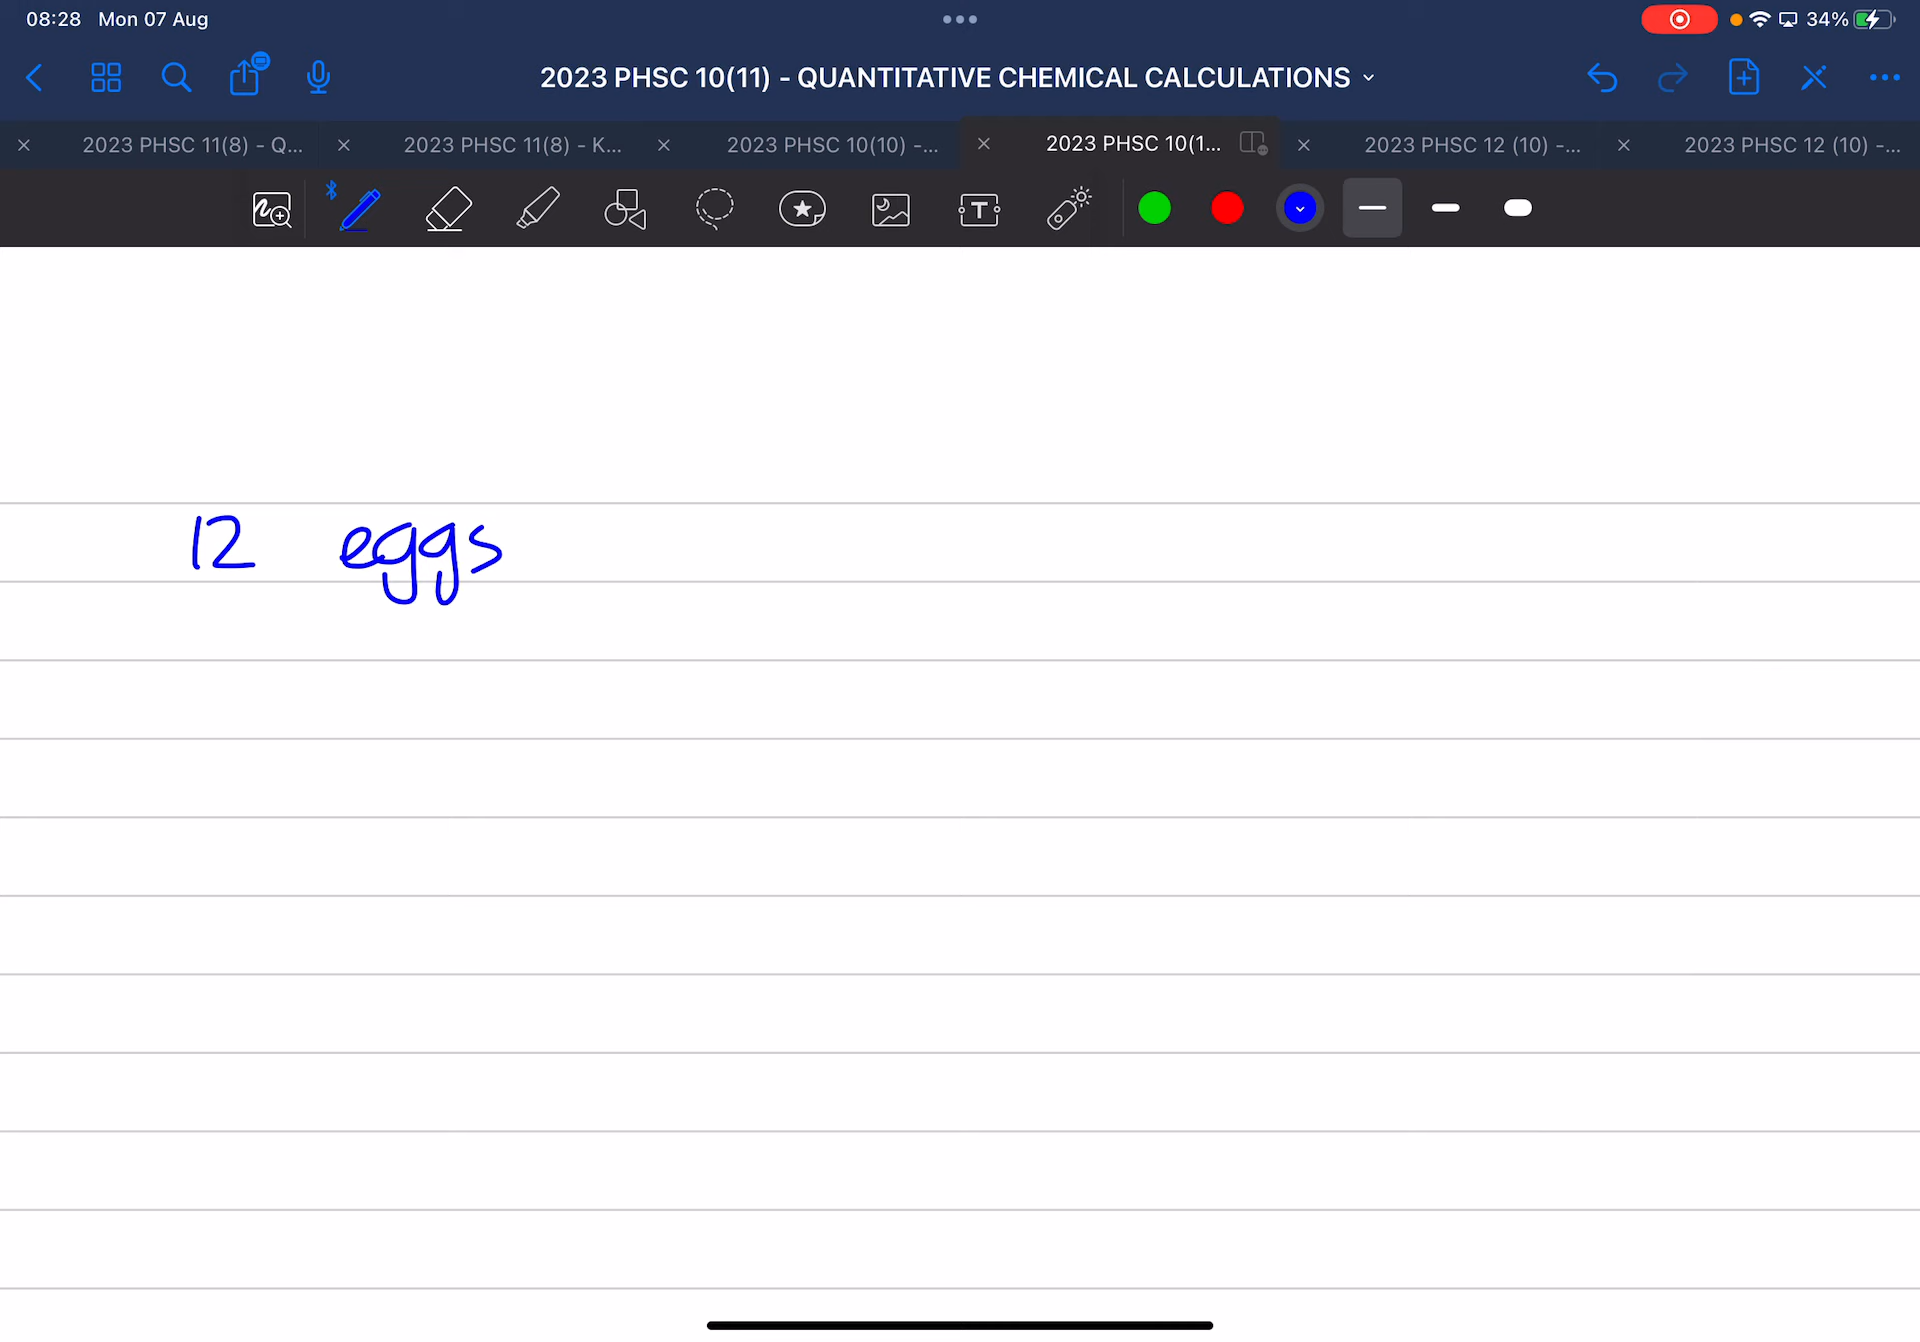 08:28 Mon 07 Aug
34%
2023 PHSC 10(11) - QUANTITATIVE CHEMICAL CALCULATIONS
2023 PHSC 11(8) - Q... 2023 PHSC 11(8) - K... 2023 PHSC 10(10) -... 2023 PHSC 10(1... 2023 PHSC 12 (10) -... 2023 PHSC 12 (10) -...
T
12 eggs